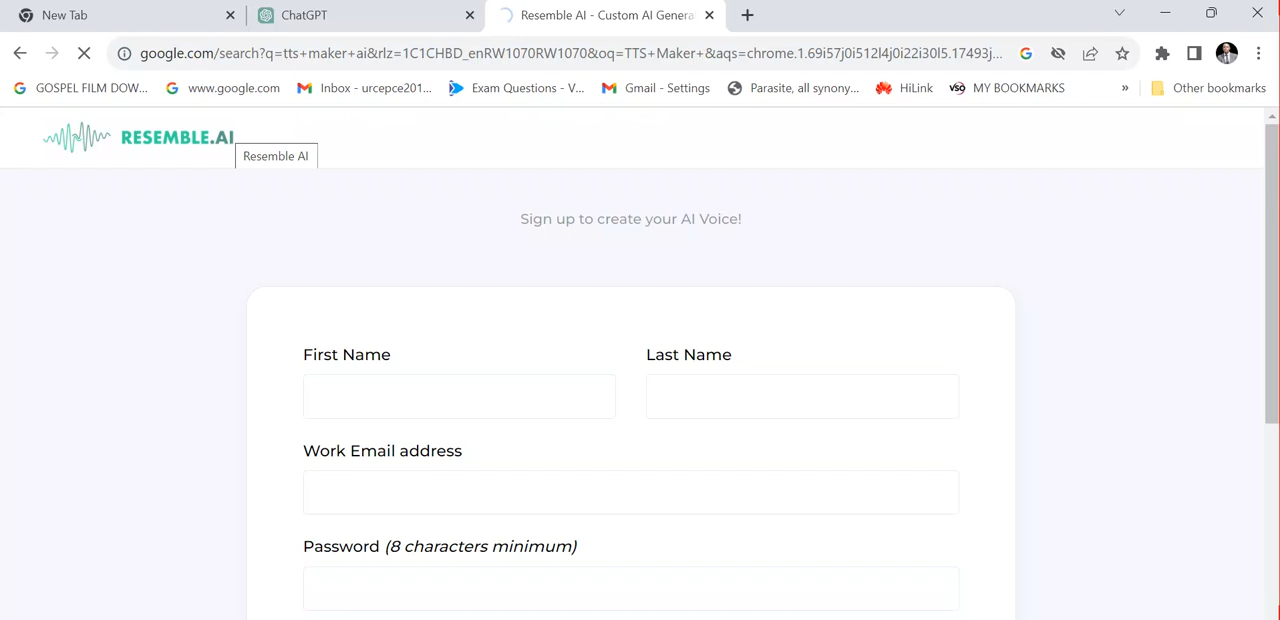 New Tab
ChatGPT
Resemble AI - Custom AI Genera
google.com/search?q=tts+maker+ai&rlz=1C1CHBD_enRW1070RW1070&oq=TTS+Maker+&aqs=chrome.1.69i57j0i512l4j0i22i30l5.17493j...
GOSPEL FILM DOW...
www.google.com
Inbox - urcepce201...
Exam Questions - V...
Gmail - Settings
Parasite, all synony...
HiLink
VSO MY BOOKMARKS
»
Other bookmarks
RESEMBLE.AI
Resemble AI
Sign up to create your AI Voice!
First Name
Last Name
Work Email address
Password (8 characters minimum)